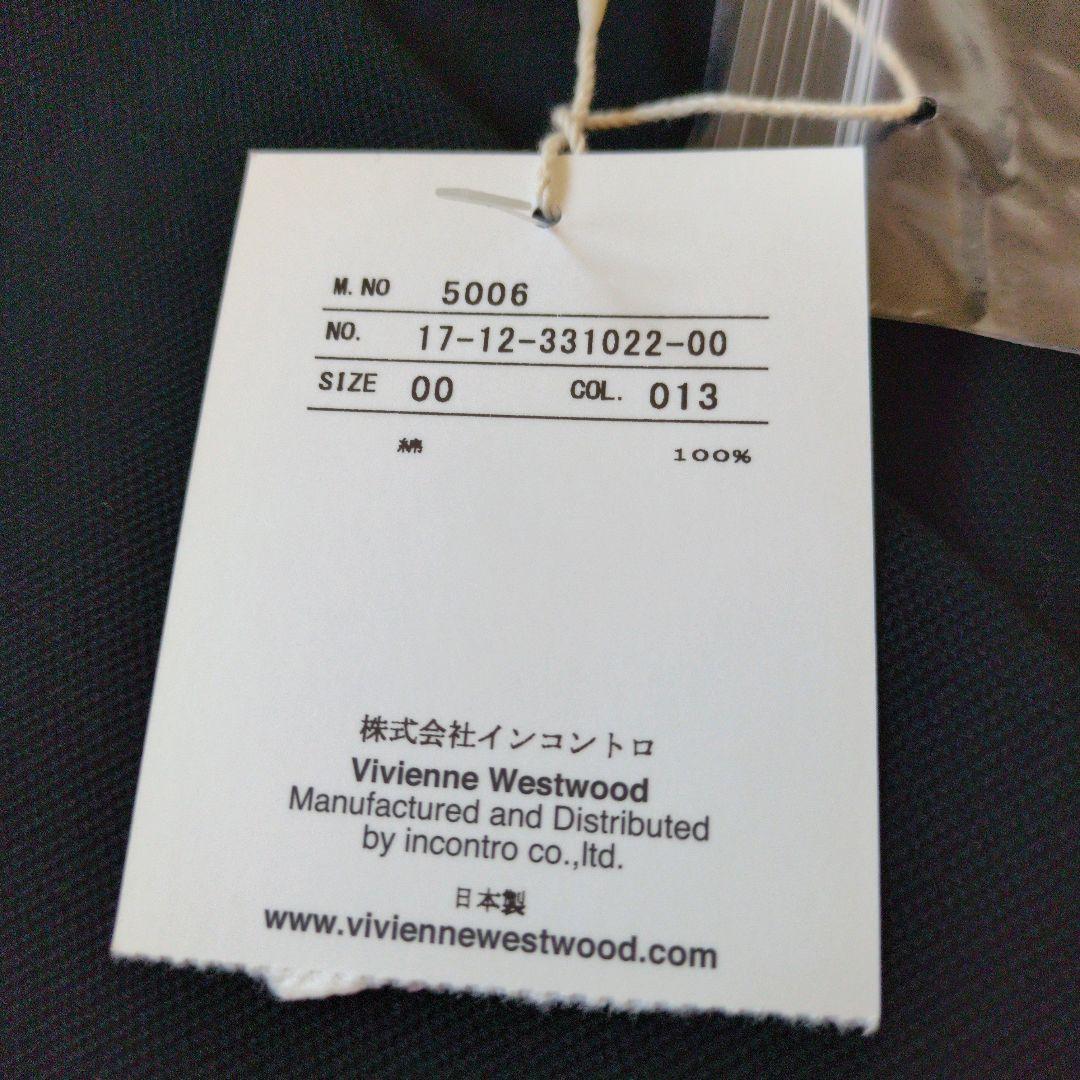 M.NO 5006
NO. 17-12-331022-00
SIZE 00 COL. 013
綿 100%
株式会社インコントロ
Vivienne Westwood
Manufactured and Distributed
by incontro co.,ltd.
日本製
www.viviennewestwood.com